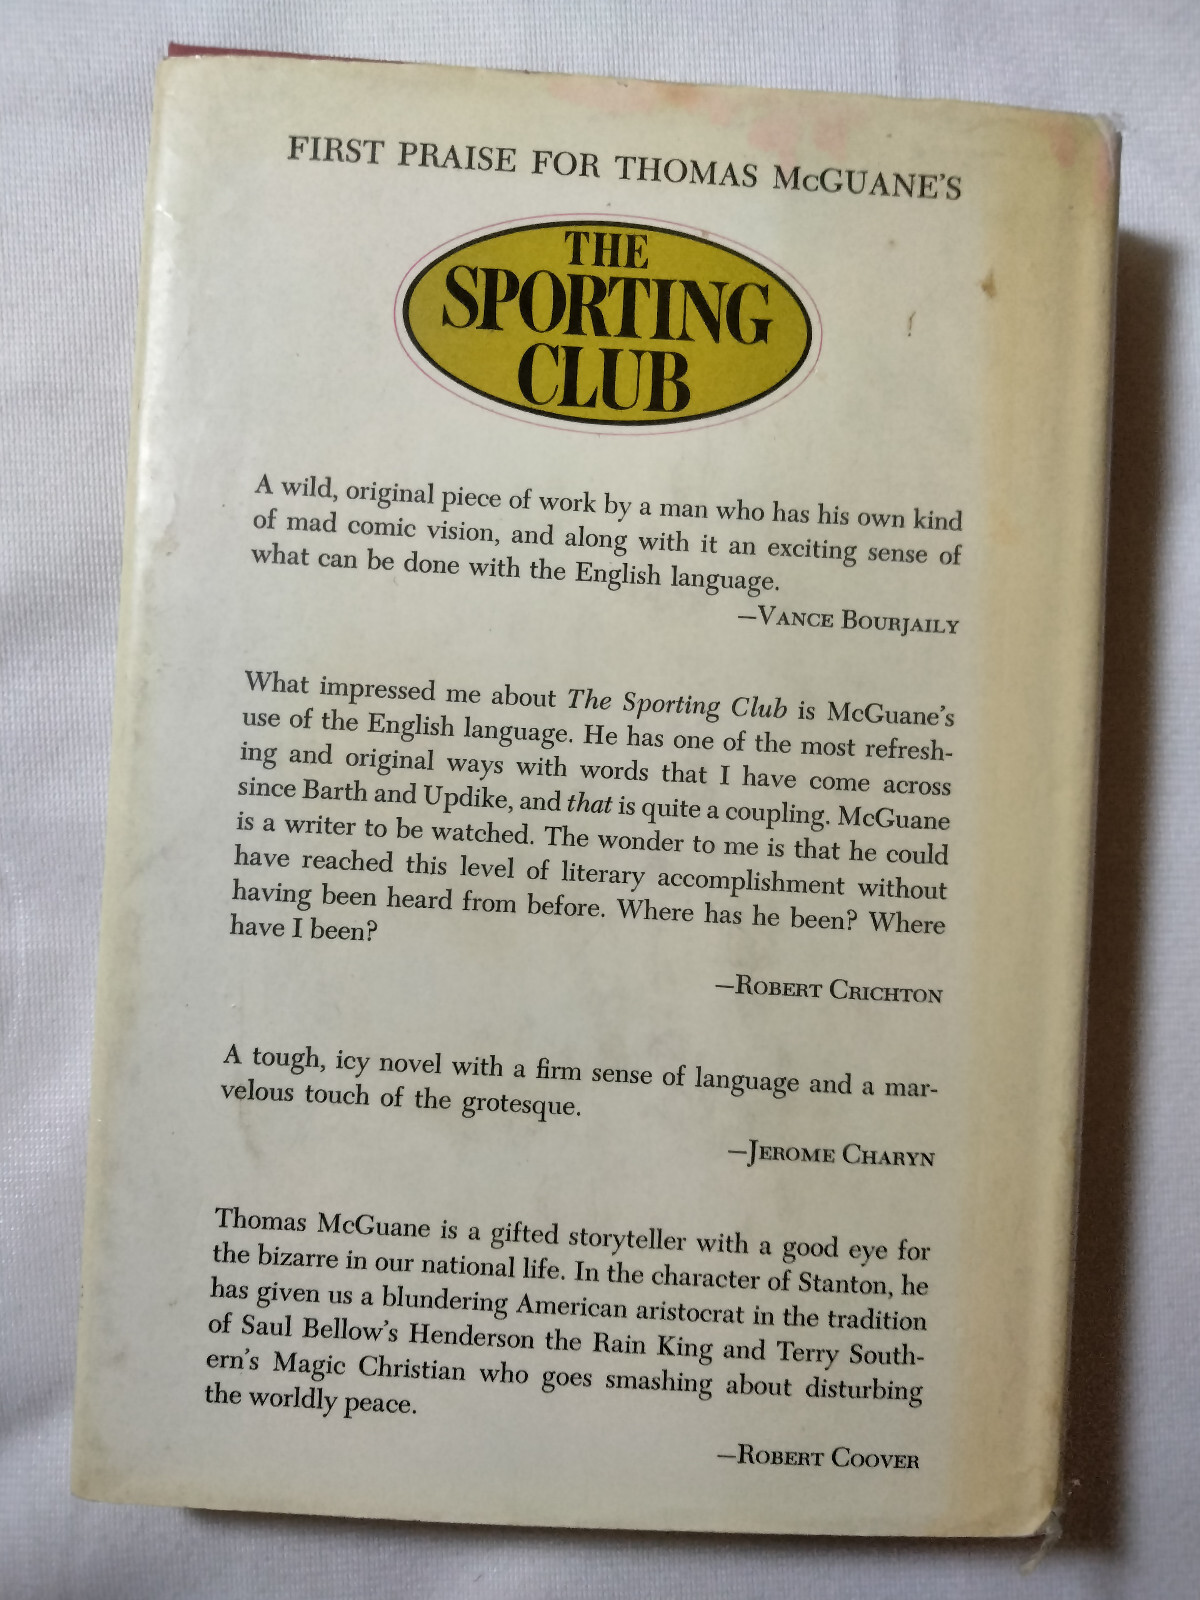 FIRST PRAISE FOR THOMAS McGUANE'S
THE
SPORTING
CLUB
A wild, original piece of work by a man who has his own kind
of mad comic vision, and along with it an exciting sense of
what can be done with the English language.
—VANCE BOURJAILY
What impressed me about The Sporting Club is McGuane's
use of the English language. He has one of the most refresh-
ing and original ways with words that I have come across
since Barth and Updike, and that is quite a coupling. McGuane
is a writer to be watched. The wonder to me is that he could
have reached this level of literary accomplishment without
having been heard from before. Where has he been? Where
have I been?
—ROBERT CRICHTON
A tough, icy novel with a firm sense of language and a mar-
velous touch of the grotesque.
—JEROME CHARYN
Thomas McGuane is a gifted storyteller with a good eye for
the bizarre in our national life. In the character of Stanton, he
has given us a blundering American aristocrat in the tradition
of Saul Bellow's Henderson the Rain King and Terry South-
ern's Magic Christian who goes smashing about disturbing
the worldly peace.
—ROBERT COOVER